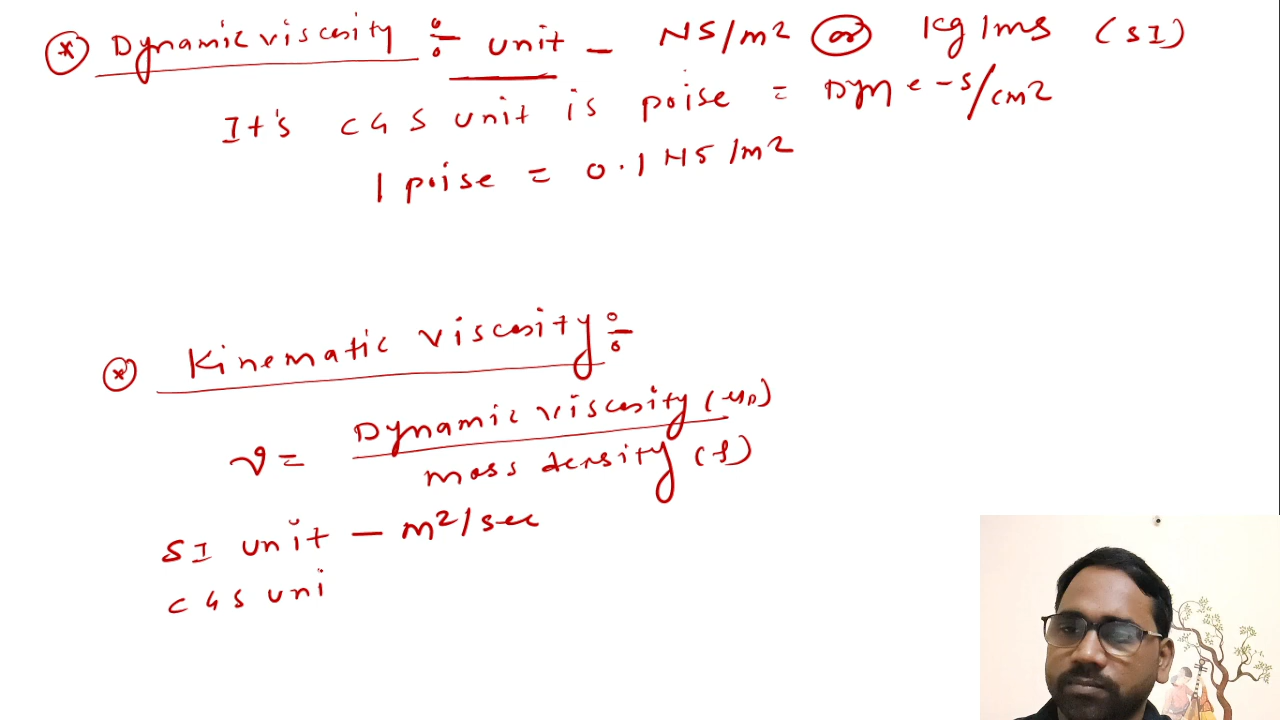 * Dynamic viscosity ÷ unit - NS/m2 or kg/ms (SI)
It's CGS unit is poise = Dyne-s/cm2
1 poise = 0.1 NS/m2
* Kinematic viscosity ÷
ν = Dynamic viscosity (μD)
mass density (ρ)
SI unit - m2/sec
CGS uni